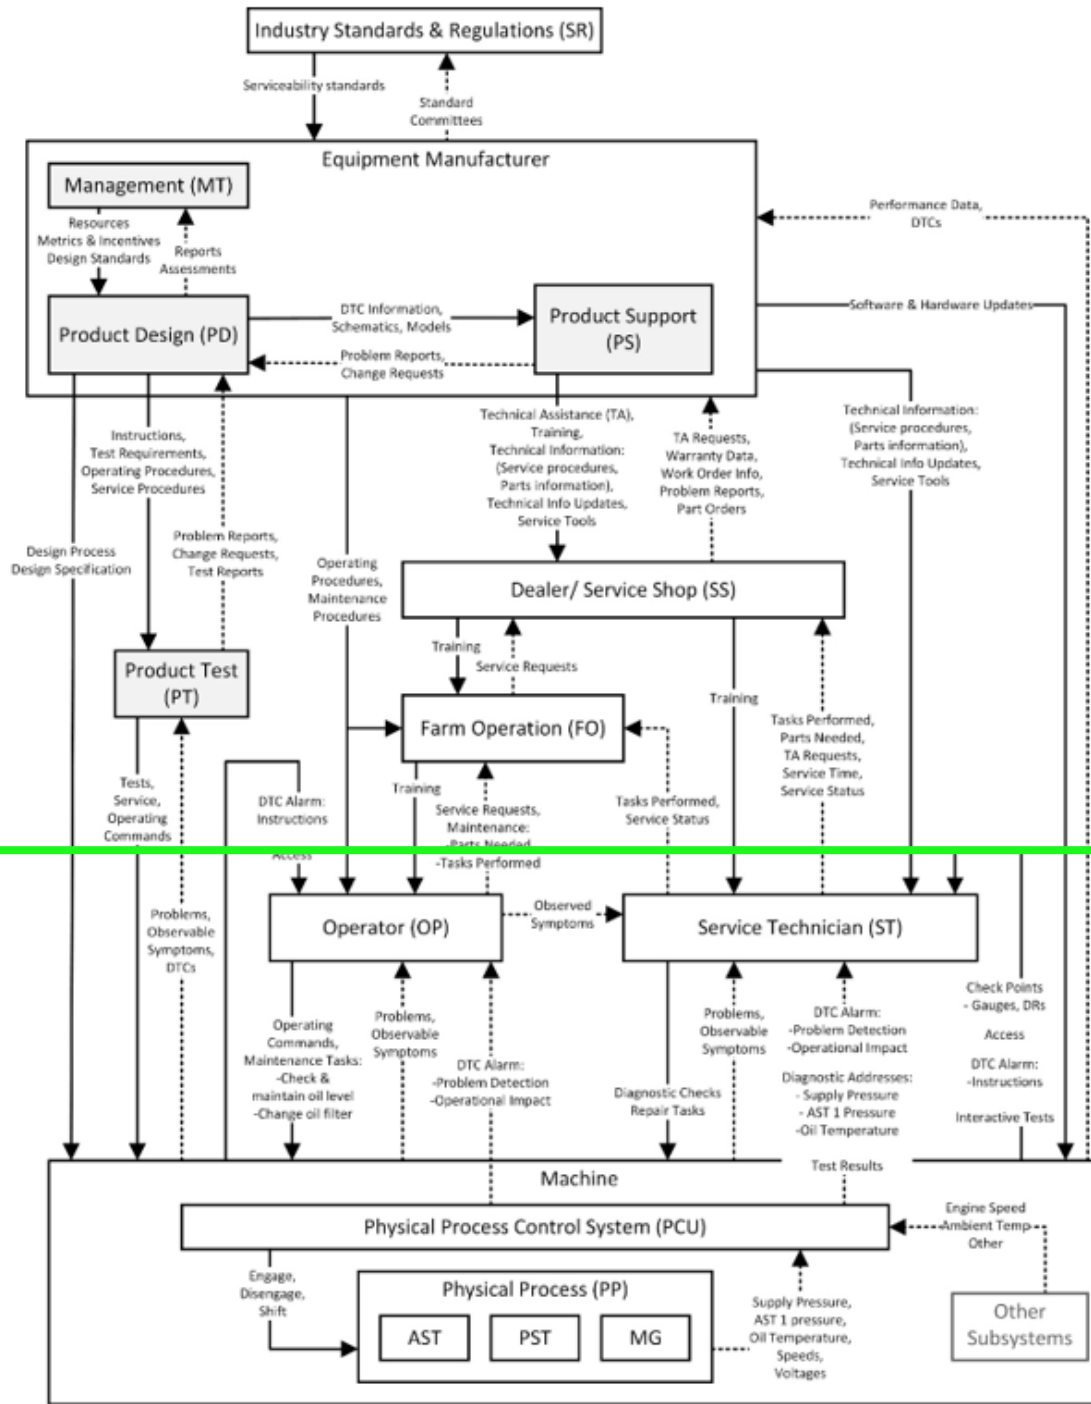 Industry Standards & Regulations (SR)
Serviceability standards
Standard
Committees
Equipment Manufacturer
Management (MT)
Resources
Metrics & Incentives
Design Standards
Reports
Assessments
Performance Data,
DTCs
Product Design (PD)
DTC Information,
Schematics, Models
Problem Reports,
Change Requests
Product Support
(PS)
Software & Hardware Updates
Instructions,
Test Requirements,
Operating Procedures,
Service Procedures
Technical Assistance (TA),
Training,
Technical Information:
(Service procedures,
Parts information),
Technical Info Updates,
Service Tools
TA Requests,
Warranty Data,
Work Order Info,
Problem Reports,
Part Orders
Technical Information:
(Service procedures,
Parts information),
Technical Info Updates,
Service Tools
Design Process
Design Specification
Problem Reports,
Change Requests,
Test Reports
Operating
Procedures,
Maintenance
Procedures
Dealer/ Service Shop (SS)
Training
Service Requests
Training
Product Test
(PT)
Farm Operation (FO)
Tasks Performed,
Parts Needed,
TA Requests,
Service Time,
Service Status
Tests,
Service,
Operating
Commands
DTC Alarm:
Instructions
Access
Training
Service Requests,
Maintenance:
-Parts Needed
-Tasks Performed
Tasks Performed,
Service Status
Problems,
Observable
Symptoms,
DTCs
Operator (OP)
Observed
Symptoms
Service Technician (ST)
Operating
Commands,
Maintenance Tasks:
-Check &
maintain oil level
-Change oil filter
Problems,
Observable
Symptoms
DTC Alarm:
-Problem Detection
-Operational Impact
Diagnostic Checks
Repair Tasks
Problems,
Observable
Symptoms
DTC Alarm:
-Problem Detection
-Operational Impact
Diagnostic Addresses:
- Supply Pressure
- AST 1 Pressure
-Oil Temperature
Test Results
Check Points
- Gauges, DRs
Access
DTC Alarm:
-Instructions
Interactive Tests
Machine
Physical Process Control System (PCU)
Engine Speed
Ambient Temp
Other
Engage,
Disengage,
Shift
Physical Process (PP)
AST
PST
MG
Supply Pressure,
AST 1 pressure,
Oil Temperature,
Speeds,
Voltages
Other
Subsystems